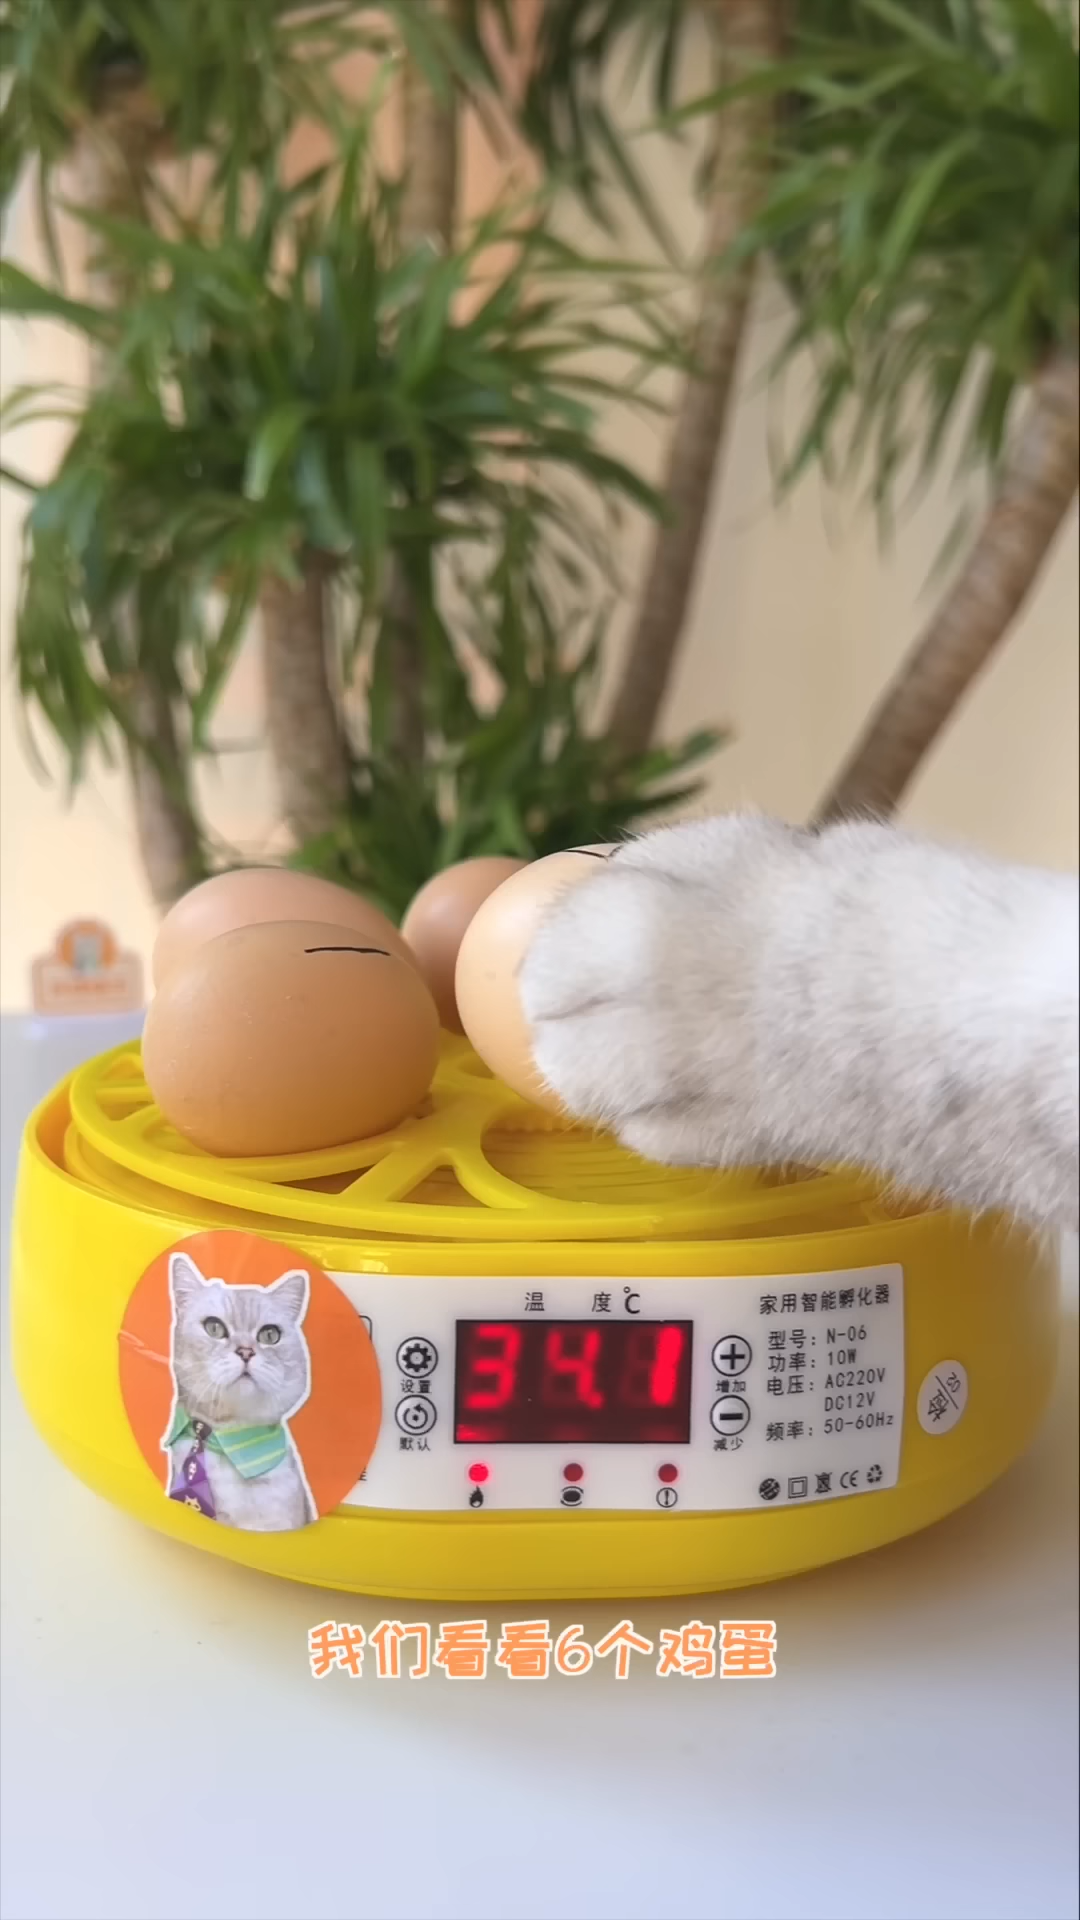 温 度℃
34.1
设置
默认
增加
减少
家用智能孵化器
型号：N-06
功率：10W
电压：AC220V
DC12V
频率：50-60Hz
CE
我们看看6个鸡蛋